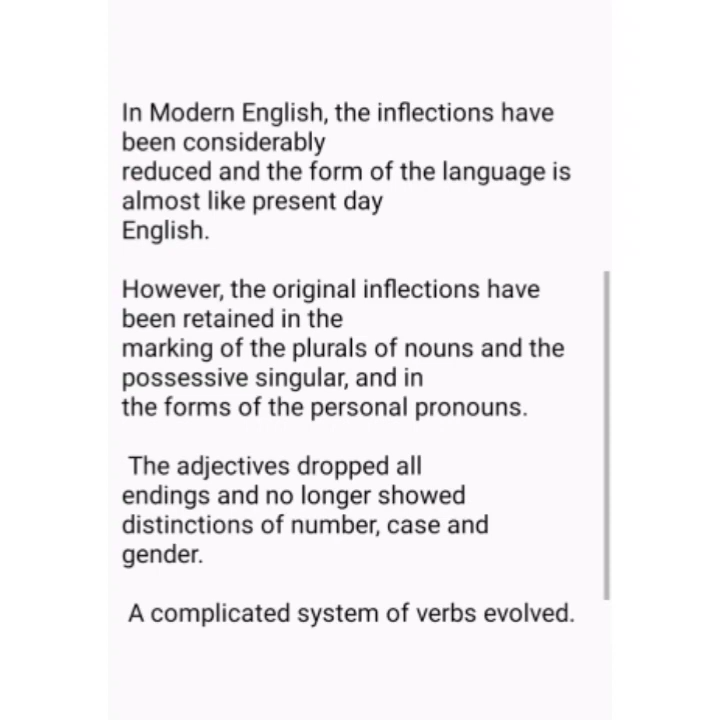 In Modern English, the inflections have
been considerably
reduced and the form of the language is
almost like present day
English.
However, the original inflections have
been retained in the
marking of the plurals of nouns and the
possessive singular, and in
the forms of the personal pronouns.
The adjectives dropped all
endings and no longer showed
distinctions of number, case and
gender.
A complicated system of verbs evolved.